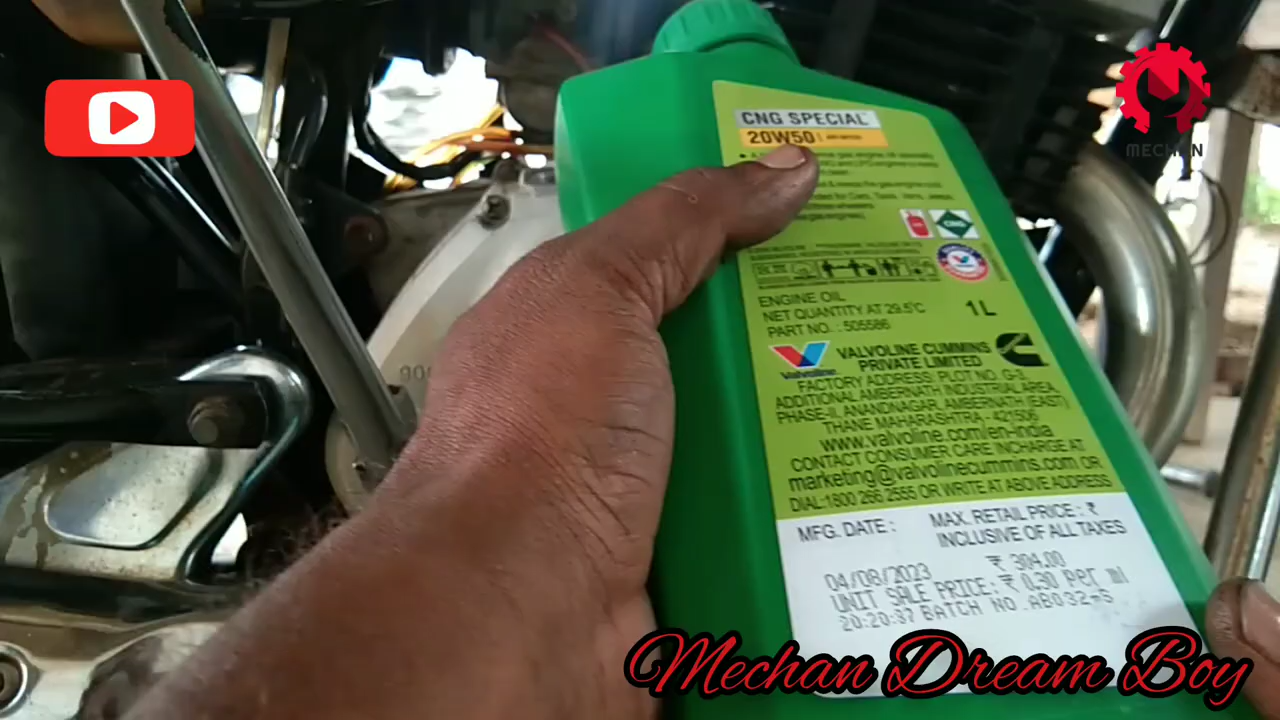 CNG SPECIAL
20W50
ENGINE OIL
NET QUANTITY AT 29.5°C 1L
PART NO. : 505586
Valvoline
VALVOLINE CUMMINS
PRIVATE LIMITED
FACTORY ADDRESS: PLOT NO.
ADDITIONAL AMBERNATH INDUSTRIAL AREA,
PHASE-II, ANANDNAGAR, AMBERNATH (EAST)
THANE MAHARASHTRA - 421506
www.valvoline.com/en-india
CONTACT CONSUMER CARE INCHARGE AT
marketing@valvolinecummins.com OR
DIAL:1800 266 2555 OR WRITE AT ABOVE ADDRESS
MFG. DATE : MAX. RETAIL PRICE : ₹
INCLUSIVE OF ALL TAXES
04/08/2023 ₹ 304.00
UNIT SALE PRICE: ₹ 0.30 per ml
20:20:37 BATCH NO.
MECHAN
Mechan Dream Boy